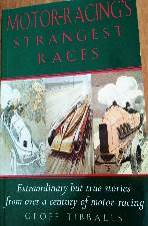 MOTOR-RACING'S
STRANGEST
RACES
Extraordinary but true stories
from over a century of motor-racing
GEOFF TIBBALLS